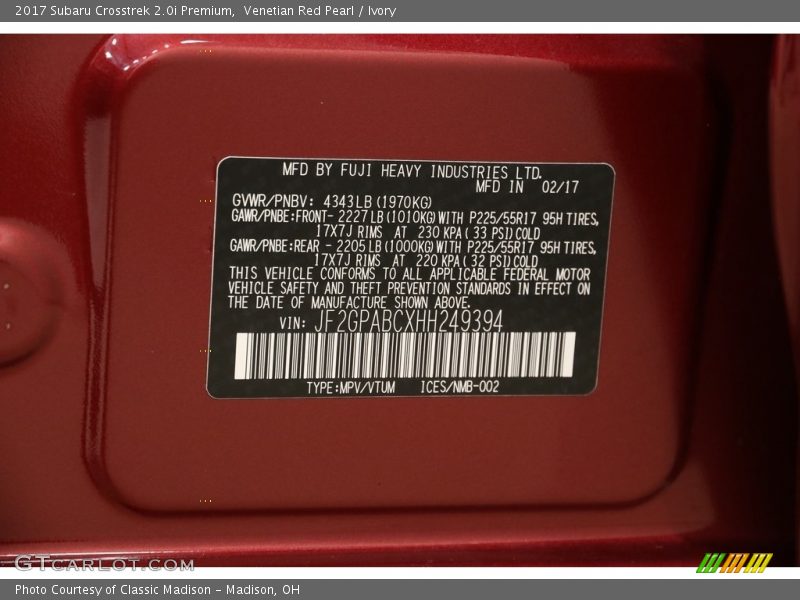 2017 Subaru Crosstrek 2.0i Premium,  Venetian Red Pearl / Ivory
MFD BY FUJI HEAVY INDUSTRIES LTD.
MFD IN 02/17
GVWR/PNBV: 4343LB (1970KG)
GAWR/PNBE:FRONT- 2227LB (1010KG) WITH P225/55R17 95H TIRES,
17X7J RIMS AT 230 KPA ( 33 PSI) COLD
GAWR/PNBE:REAR - 2205LB (1000KG) WITH P225/55R17 95H TIRES,
17X7J RIMS AT 220 KPA ( 32 PSI) COLD
THIS VEHICLE CONFORMS TO ALL APPLICABLE FEDERAL MOTOR
VEHICLE SAFETY AND THEFT PREVENTION STANDARDS IN EFFECT ON
THE DATE OF MANUFACTURE SHOWN ABOVE.
VIN: JF2GPABCXHH249394
TYPE:MPV/VTUM ICES/NMB-002
GTCarLot.com
Photo Courtesy of Classic Madison - Madison, OH